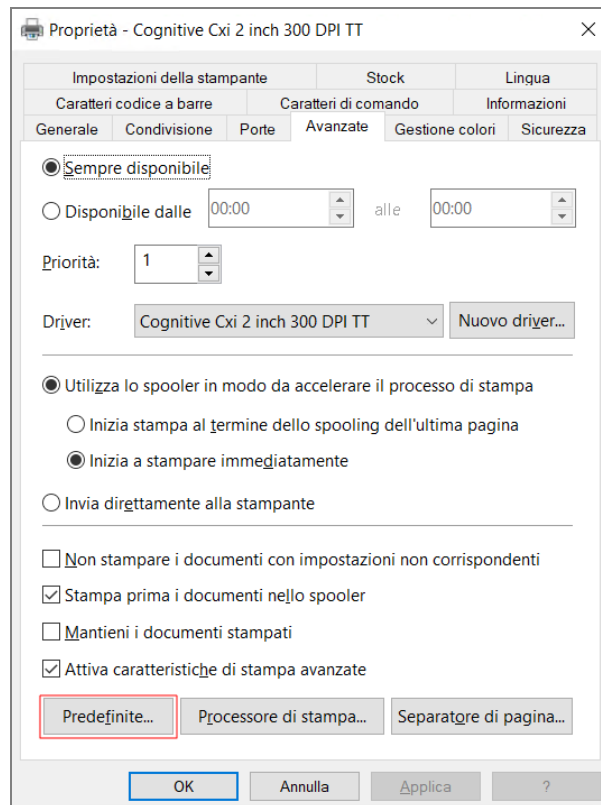 Proprietà - Cognitive Cxi 2 inch 300 DPI TT
Impostazioni della stampante Stock Lingua
Caratteri codice a barre Caratteri di comando Informazioni
Generale Condivisione Porte Avanzate Gestione colori Sicurezza
Sempre disponibile
Disponibile dalle 00:00 alle 00:00
Priorità: 1
Driver: Cognitive Cxi 2 inch 300 DPI TT Nuovo driver...
Utilizza lo spooler in modo da accelerare il processo di stampa
Inizia stampa al termine dello spooling dell'ultima pagina
Inizia a stampare immediatamente
Invia direttamente alla stampante
Non stampare i documenti con impostazioni non corrispondenti
Stampa prima i documenti nello spooler
Mantieni i documenti stampati
Attiva caratteristiche di stampa avanzate
Predefinite... Processore di stampa... Separatore di pagina...
OK Annulla Applica ?